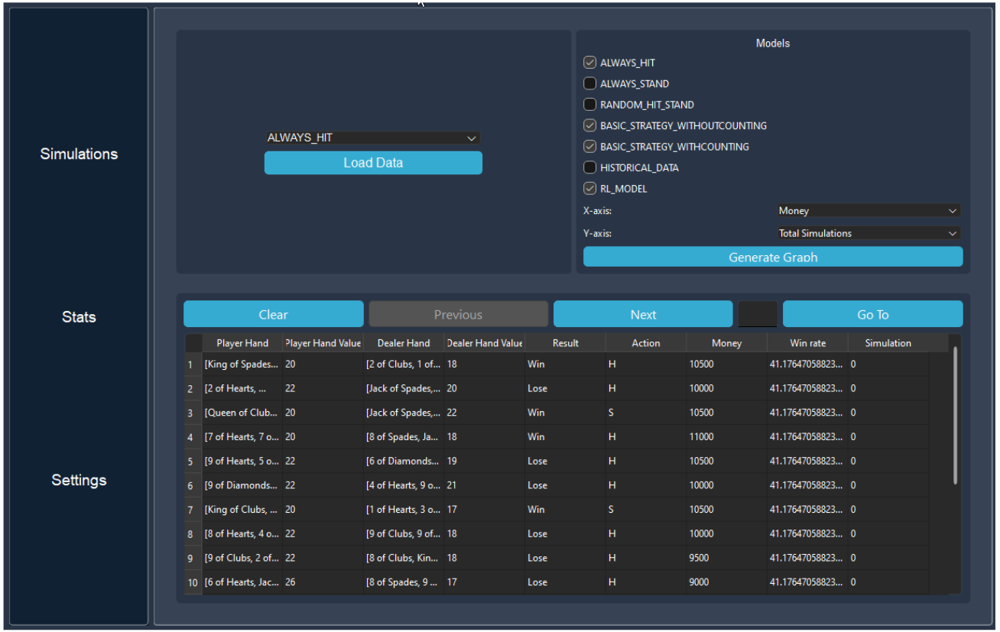 Simulations
Stats
Settings
ALWAYS_HIT
Load Data
Models
ALWAYS_HIT
ALWAYS_STAND
RANDOM_HIT_STAND
BASIC_STRATEGY_WITHOUTCOUNTING
BASIC_STRATEGY_WITHCOUNTING
HISTORICAL_DATA
RL_MODEL
X-axis: Money
Y-axis: Total Simulations
Generate Graph
Clear Previous Next Go To
Player Hand Player Hand Value Dealer Hand Dealer Hand Value Result Action Money Win rate Simulation
1 [King of Spades... 20 [2 of Clubs, 1 of... 18 Win H 10500 41.17647058823... 0
2 [2 of Hearts, ... 22 [Jack of Spades,... 20 Lose H 10000 41.17647058823... 0
3 [Queen of Club... 20 [Jack of Spades,... 22 Win S 10500 41.17647058823... 0
4 [7 of Hearts, 7 o... 20 [8 of Spades, Ja... 18 Win H 11000 41.17647058823... 0
5 [9 of Hearts, 5 o... 22 [6 of Diamonds... 19 Lose H 10500 41.17647058823... 0
6 [9 of Diamonds... 22 [4 of Hearts, 9 o... 21 Lose H 10000 41.17647058823... 0
7 [King of Clubs, ... 20 [1 of Hearts, 3 o... 17 Win S 10500 41.17647058823... 0
8 [8 of Hearts, 4 o... 22 [9 of Clubs, 9 of... 18 Lose H 10000 41.17647058823... 0
9 [9 of Clubs, 2 of... 22 [8 of Clubs, Kin... 18 Lose H 9500 41.17647058823... 0
10 [6 of Hearts, Jac... 26 [8 of Spades, 9 ... 17 Lose H 9000 41.17647058823... 0